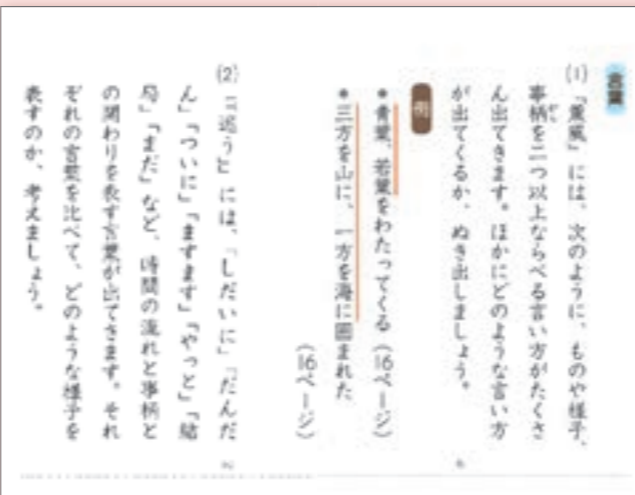 言葉
(1)「薫風」には、次のように、ものや様子、
事柄を二つ以上ならべる言い方がたくさ
ん出てきます。ほかにどのような言い方
が出てくるか、ぬき出しましょう。
例
・青葉、若葉をわたってくる(16ページ)
・三方を山に、一方を海に囲まれた
(16ページ)
(2)「迷う」には、「しだいに」「だんだ
ん」「ついに」「ますます」「やっと」「結
局」「まだ」など、時間の流れと事柄と
の関わりを表す言葉が出てきます。それ
ぞれの言葉を比べて、どのような様子を
表すのか、考えましょう。